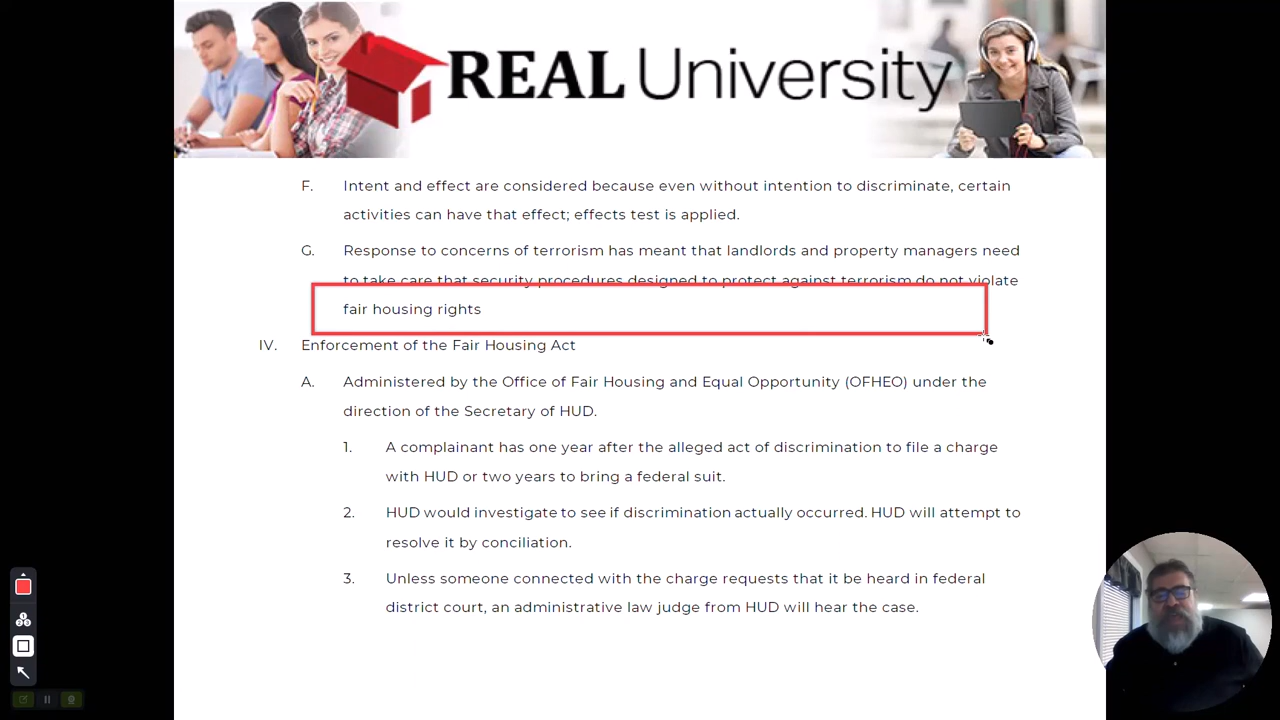 REAL University
F. Intent and effect are considered because even without intention to discriminate, certain
activities can have that effect; effects test is applied.
G. Response to concerns of terrorism has meant that landlords and property managers need
to take care that security procedures designed to protect against terrorism do not violate
fair housing rights
IV. Enforcement of the Fair Housing Act
A. Administered by the Office of Fair Housing and Equal Opportunity (OFHEO) under the
direction of the Secretary of HUD.
1. A complainant has one year after the alleged act of discrimination to file a charge
with HUD or two years to bring a federal suit.
2. HUD would investigate to see if discrimination actually occurred. HUD will attempt to
resolve it by conciliation.
3. Unless someone connected with the charge requests that it be heard in federal
district court, an administrative law judge from HUD will hear the case.